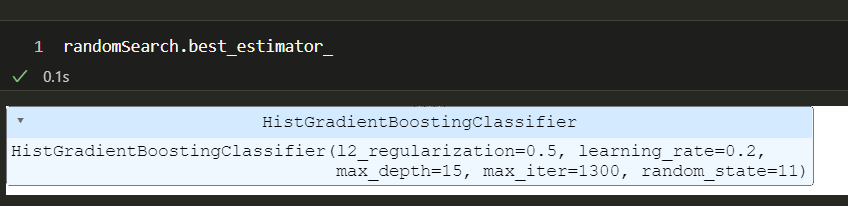 1 randomSearch.best_estimator_
0.1s
HistGradientBoostingClassifier
HistGradientBoostingClassifier(l2_regularization=0.5, learning_rate=0.2,
max_depth=15, max_iter=1300, random_state=11)